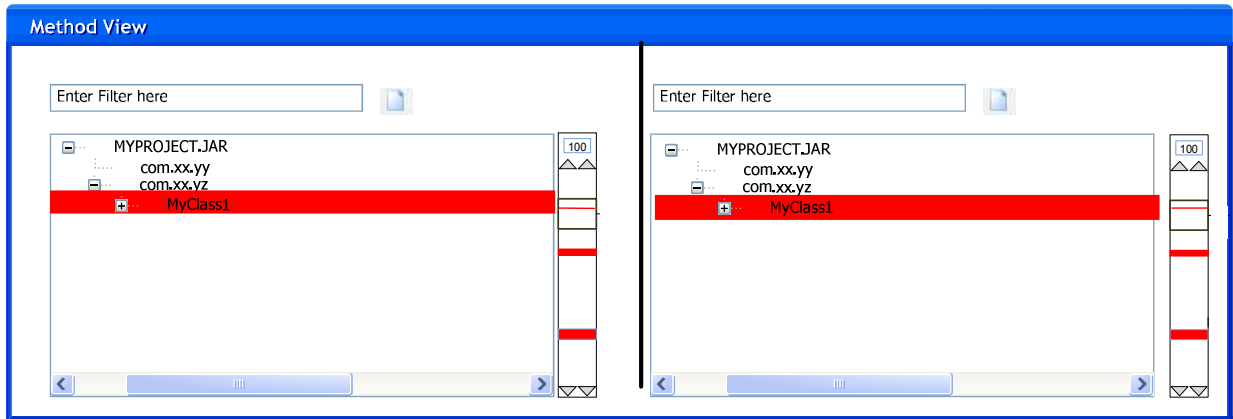 Method View
Enter Filter here
MYPROJECT.JAR
com.xx.yy
com.xx.yz
MyClass1
100
Enter Filter here
MYPROJECT.JAR
com.xx.yy
com.xx.yz
MyClass1
100